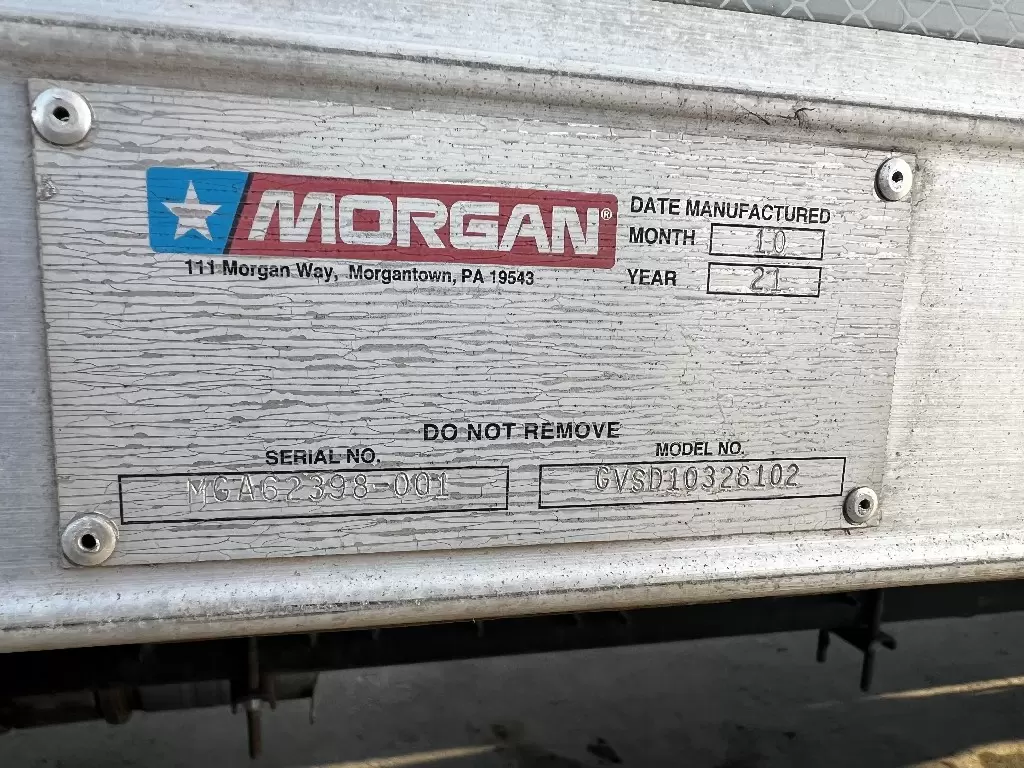 MORGAN®
111 Morgan Way, Morgantown, PA 19543
DATE MANUFACTURED
MONTH 10
YEAR 21
DO NOT REMOVE
SERIAL NO.
MGA62398-001
MODEL NO.
GVSD10326102